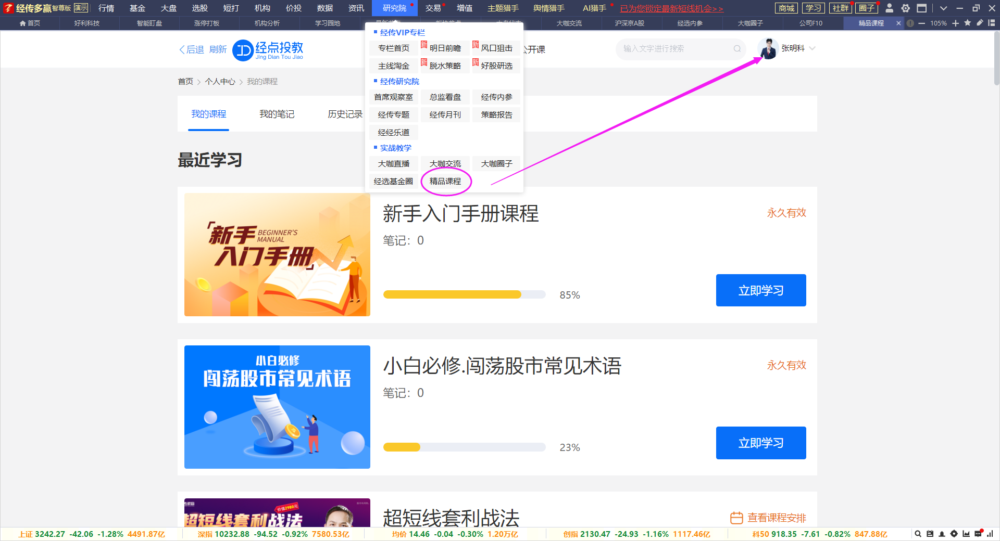 经传多赢 智尊版 演示 行情 基金 大盘 选股 短打 机构 价投 数据 资讯 研究院 交易 增值 主题猎手 舆情猎手 AI猎手 已为您锁定最新短线机会>> 商城 学习 社群 圈子
首页 好利科技 智能盯盘 涨停打板 机构分析 学习园地 大咖交流 沪深京A股 经选内参 大咖圈子 公司F10 精品课程 105%
后退 刷新 经点投教 公开课 输入文字进行搜索 张明科
Jing Dian Tou Jiao
首页 > 个人中心 > 我的课程
我的课程 我的笔记 历史记录
经传VIP专栏
专栏首页 新 明日前瞻 新 风口狙击
主线淘金 新 脱水策略 新 好股研选
经传研究院
首席观察室 总监看盘 经传内参
经传专题 经传月刊 策略报告
经经乐道
实战教学
大咖直播 大咖交流 大咖圈子
经选基金圈 精品课程
最近学习
「新手 BEGINNER'S
MANUAL
入门手册」
新手入门手册课程
永久有效
笔记：0
85%
立即学习
小白必修
闯荡股市常见术语
小白必修.闯荡股市常见术语
永久有效
笔记：0
23%
立即学习
价值2980元
超短线套利战法
超短线套利战法
查看课程安排
上证 3242.27 -42.06 -1.28% 4491.87亿 深指 10232.88 -94.52 -0.92% 7580.53亿 均价 14.46 -0.04 -0.30% 1.20万亿 创指 2130.47 -24.93 -1.16% 1117.46亿 科50 918.35 -7.61 -0.82% 847.88亿